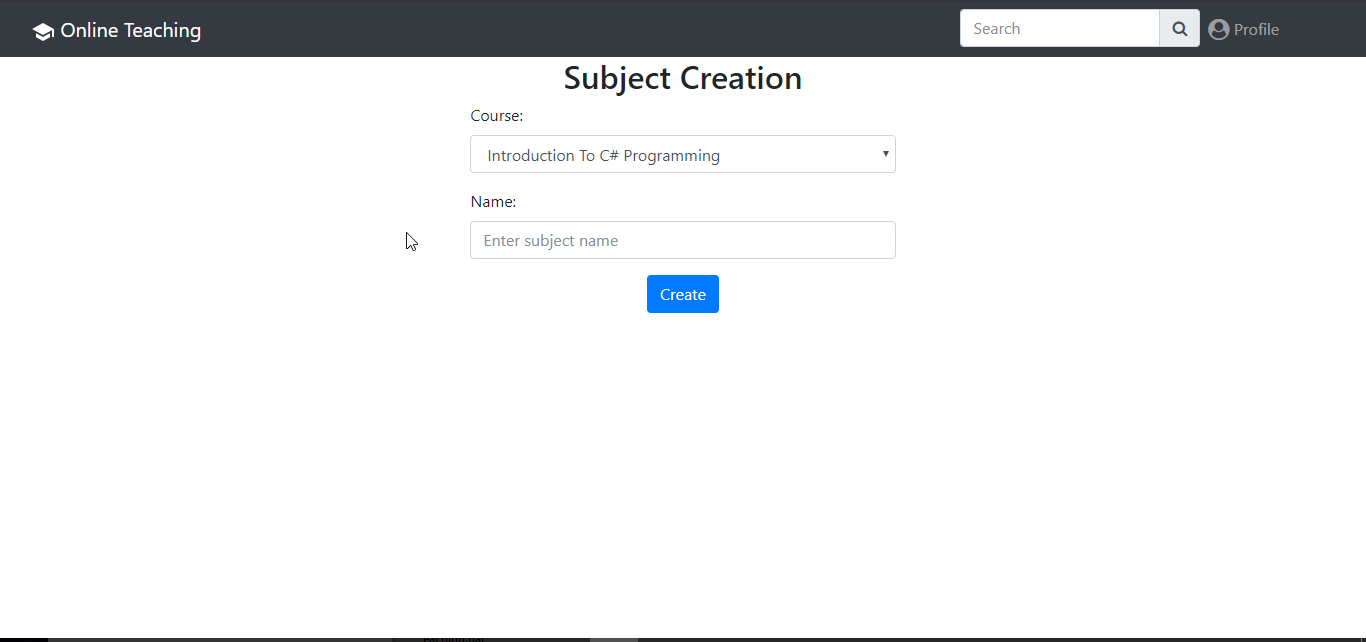 Online Teaching
Search
Profile
Subject Creation
Course:
Introduction To C# Programming
Name:
Enter subject name
Create